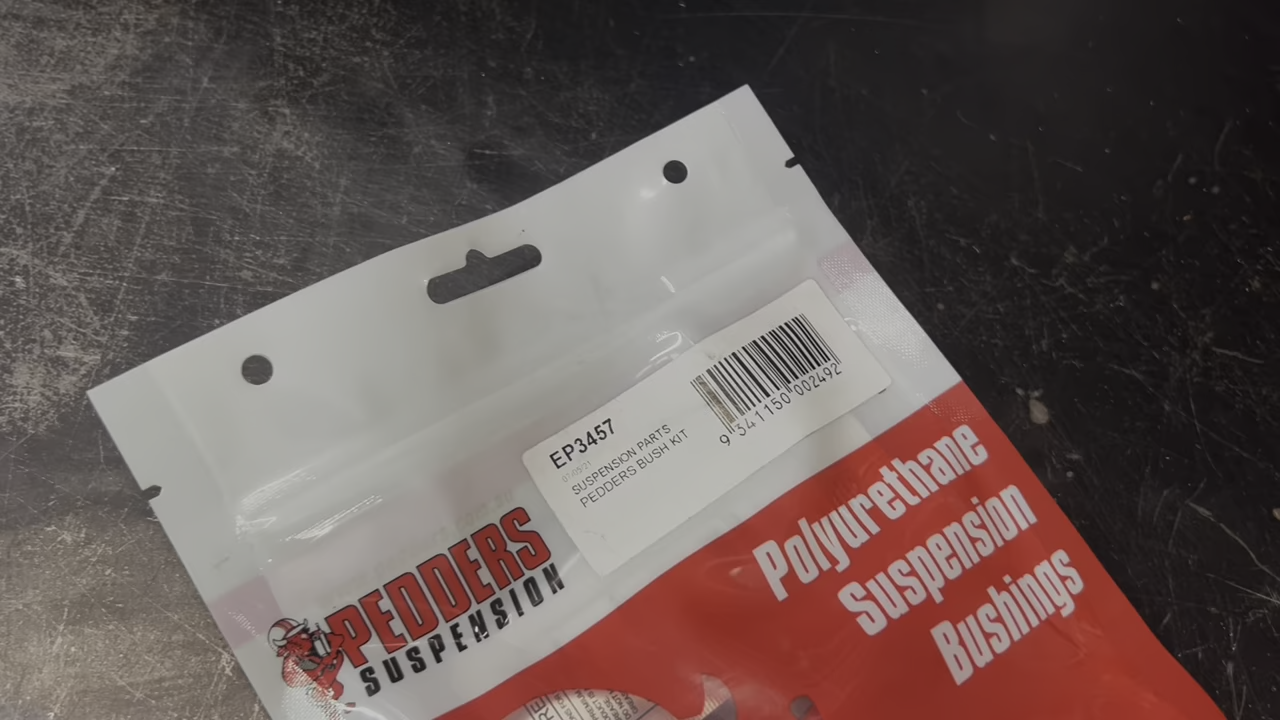 EP3457
SUSPENSION PARTS
PEDDERS BUSH KIT
9 341150 002492
PEDDERS
SUSPENSION
Polyurethane
Suspension
Bushings